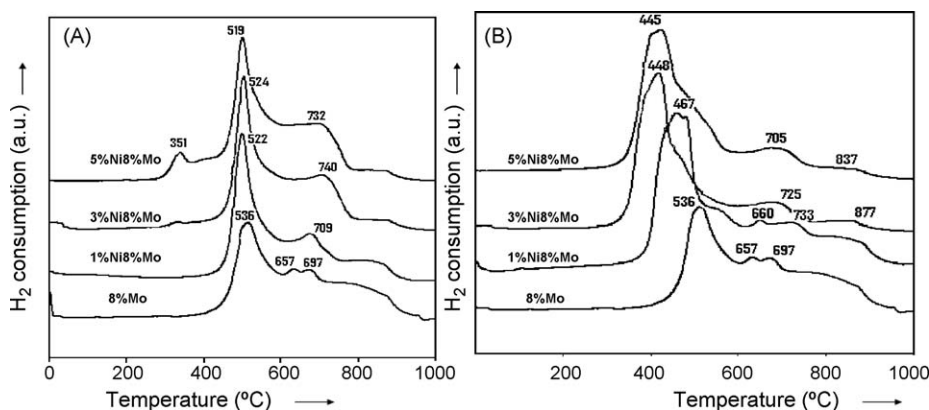 (A)
H2 consumption (a.u.)
519
524
732
351
522
5%Ni8%Mo
740
3%Ni8%Mo
536
709
1%Ni8%Mo
657 697
8%Mo
0 200 400 600 800 1000
Temperature (ºC)
(B)
H2 consumption (a.u.)
445
448
467
705
5%Ni8%Mo
837
725
536
3%Ni8%Mo
660 733 877
1%Ni8%Mo
657 697
8%Mo
0 200 400 600 800 1000
Temperature (ºC)